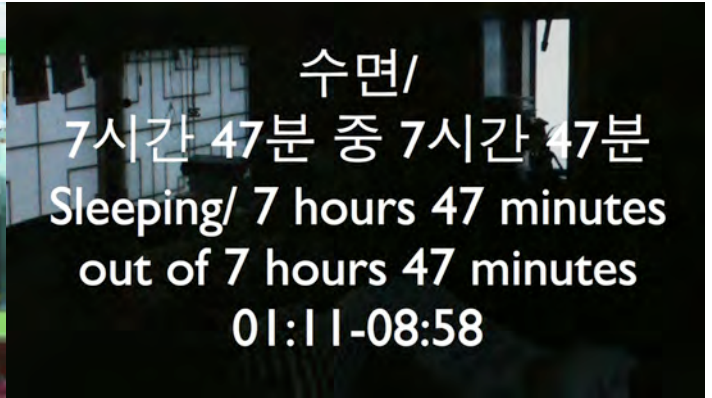 수면/
7시간 47분 중 7시간 47분
Sleeping/ 7 hours 47 minutes
out of 7 hours 47 minutes
01:11-08:58